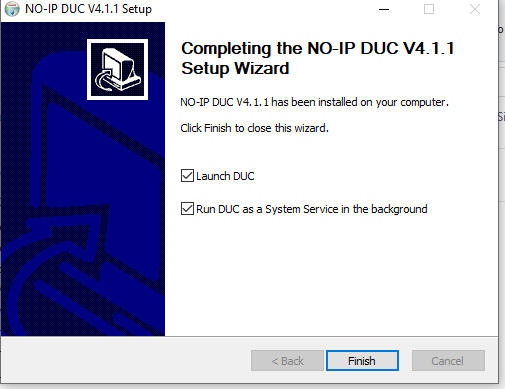 NO-IP DUC V4.1.1 Setup
Completing the NO-IP DUC V4.1.1
Setup Wizard
NO-IP DUC V4.1.1 has been installed on your computer.
Click Finish to close this wizard.
Launch DUC
Run DUC as a System Service in the background
< Back
Finish
Cancel